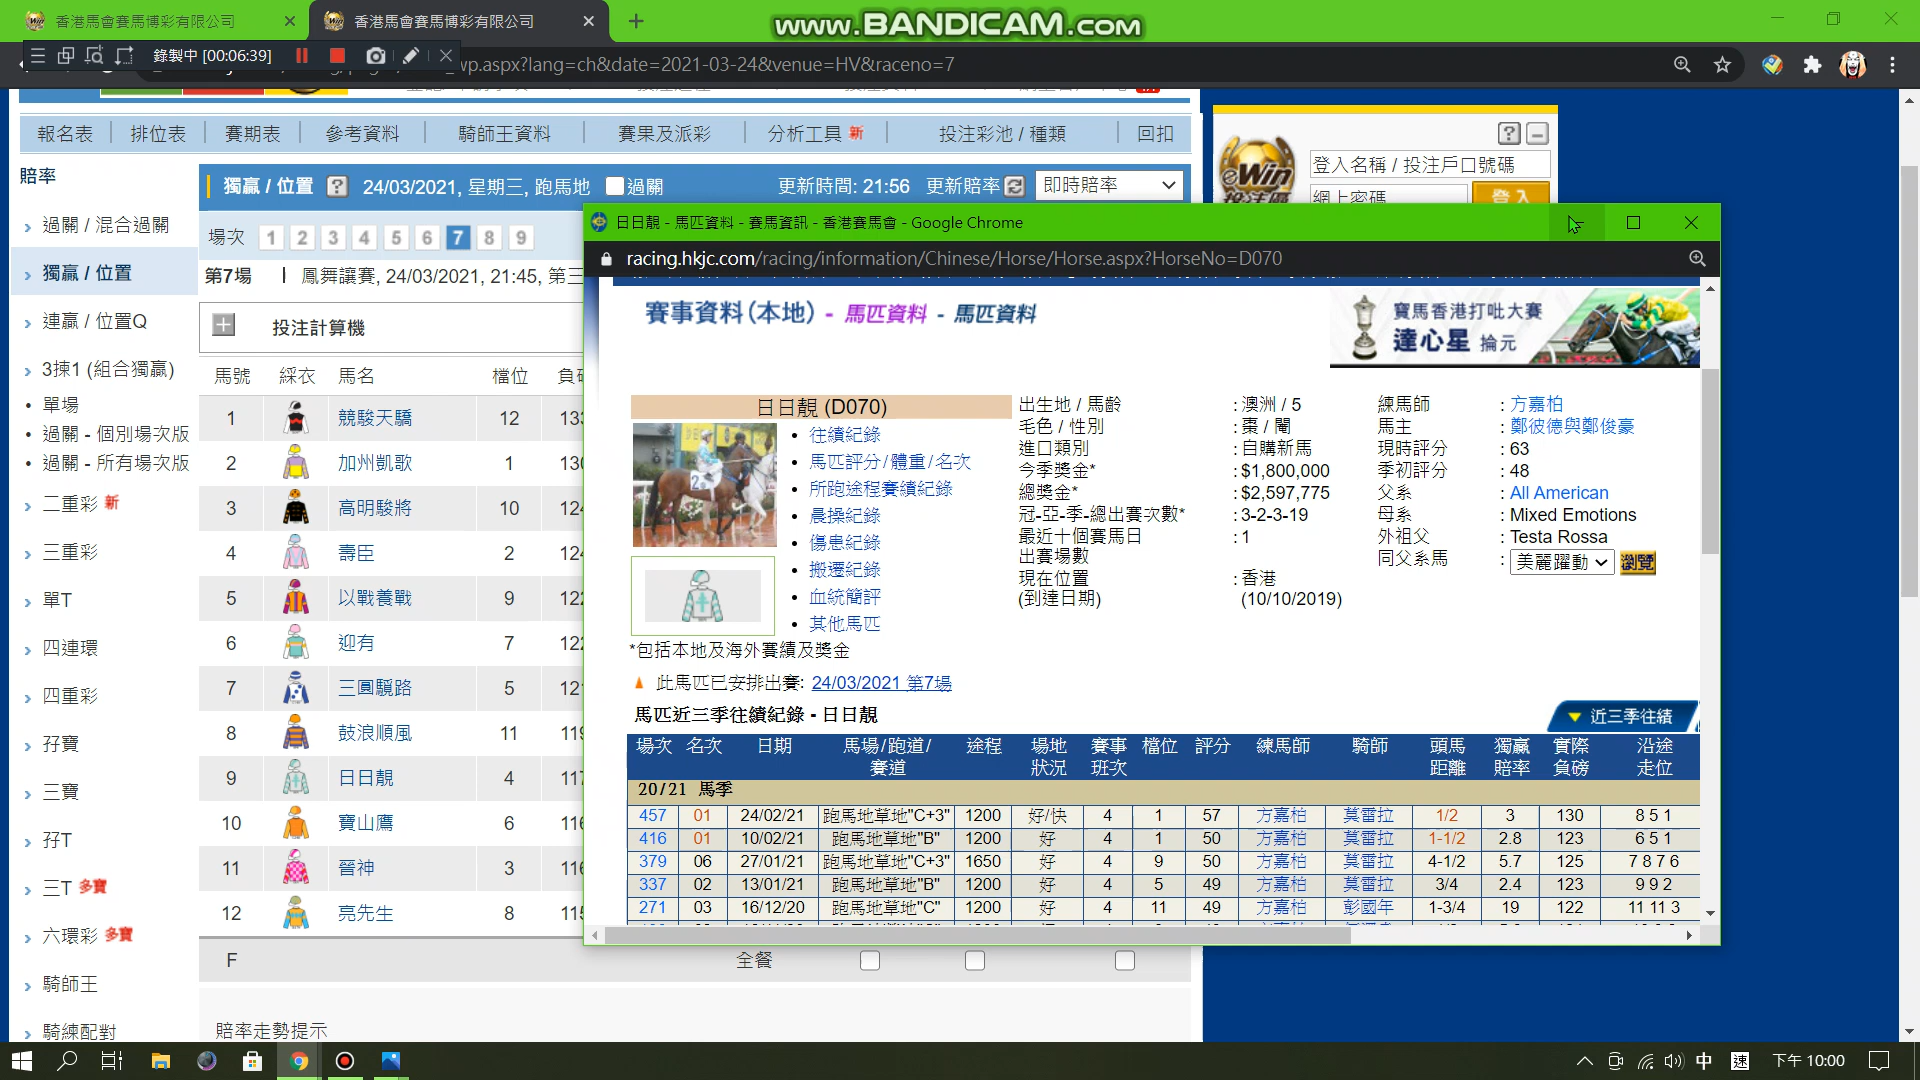 香港馬會賽馬博彩有限公司
香港馬會賽馬博彩有限公司
www.BANDICAM.com
錄製中 [00:06:39]
wp.aspx?lang=ch&date=2021-03-24&venue=HV&raceno=7
報名表 排位表 賽期表 參考資料 騎師王資料 賽果及派彩 分析工具 新 投注彩池 / 種類 回扣
賠率
過關 / 混合過關
獨贏 / 位置
連贏 / 位置Q
3揀1 (組合獨贏)
• 單場
• 過關 - 個別場次版
• 過關 - 所有場次版
二重彩 新
三重彩
單T
四連環
四重彩
孖寶
三寶
孖T
三T 多寶
六環彩 多寶
騎師王
騎練配對
獨贏 / 位置 ? 24/03/2021, 星期三, 跑馬地 過關 更新時間: 21:56 更新賠率 即時賠率
場次 1 2 3 4 5 6 7 8 9
第7場 鳳舞讓賽, 24/03/2021, 21:45, 第三
投注計算機
馬號 綵衣 馬名 檔位
1 競駿天驕 12
2 加州凱歌 1
3 高明駿將 10
4 壽臣 2
5 以戰養戰 9
6 迎有 7
7 三圓驥路 5
8 鼓浪順風 11
9 日日靚 4
10 寶山鷹 6
11 晉神 3
12 亮先生 8
F 全餐
賠率走勢提示
eWin
投注區
登入名稱 / 投注戶口號碼
網上密碼
登入
日日靚 - 馬匹資料 - 賽馬資訊 - 香港賽馬會 - Google Chrome
racing.hkjc.com/racing/information/Chinese/Horse/Horse.aspx?HorseNo=D070
賽事資料(本地) - 馬匹資料 - 馬匹資料
寶馬香港打吡大賽
達心星 掄元
日日靚 (D070)
• 往績紀錄
• 馬匹評分/體重/名次
• 所跑途程賽績紀錄
• 晨操紀錄
• 傷患紀錄
• 搬遷紀錄
• 血統簡評
• 其他馬匹
出生地 / 馬齡 : 澳洲 / 5
毛色 / 性別 : 棗 / 閹
進口類別 : 自購新馬
今季獎金* : $1,800,000
總獎金* : $2,597,775
冠-亞-季-總出賽次數* : 3-2-3-19
最近十個賽馬日 : 1
出賽場數
現在位置 : 香港
(到達日期) (10/10/2019)
練馬師 : 方嘉柏
馬主 : 鄭彼德與鄭俊豪
現時評分 : 63
季初評分 : 48
父系 : All American
母系 : Mixed Emotions
外祖父 : Testa Rossa
同父系馬 : 美麗躍動 瀏覽
*包括本地及海外賽績及獎金
此馬匹已安排出賽: 24/03/2021 第7場
馬匹近三季往績紀錄 - 日日靚
近三季往績
場次 名次 日期 馬場/跑道/賽道 途程 場地狀況 賽事班次 檔位 評分 練馬師 騎師 頭馬距離 獨贏賠率 實際負磅 沿途走位
20/21 馬季
457 01 24/02/21 跑馬地草地"C+3" 1200 好/快 4 1 57 方嘉柏 莫雷拉 1/2 3 130 8 5 1
416 01 10/02/21 跑馬地草地"B" 1200 好 4 1 50 方嘉柏 莫雷拉 1-1/2 2.8 123 6 5 1
379 06 27/01/21 跑馬地草地"C+3" 1650 好 4 9 50 方嘉柏 莫雷拉 4-1/2 5.7 125 7 8 7 6
337 02 13/01/21 跑馬地草地"B" 1200 好 4 5 49 方嘉柏 莫雷拉 3/4 2.4 123 9 9 2
271 03 16/12/20 跑馬地草地"C" 1200 好 4 11 49 方嘉柏 彭國年 1-3/4 19 122 11 11 3
中 速 下午 10:00